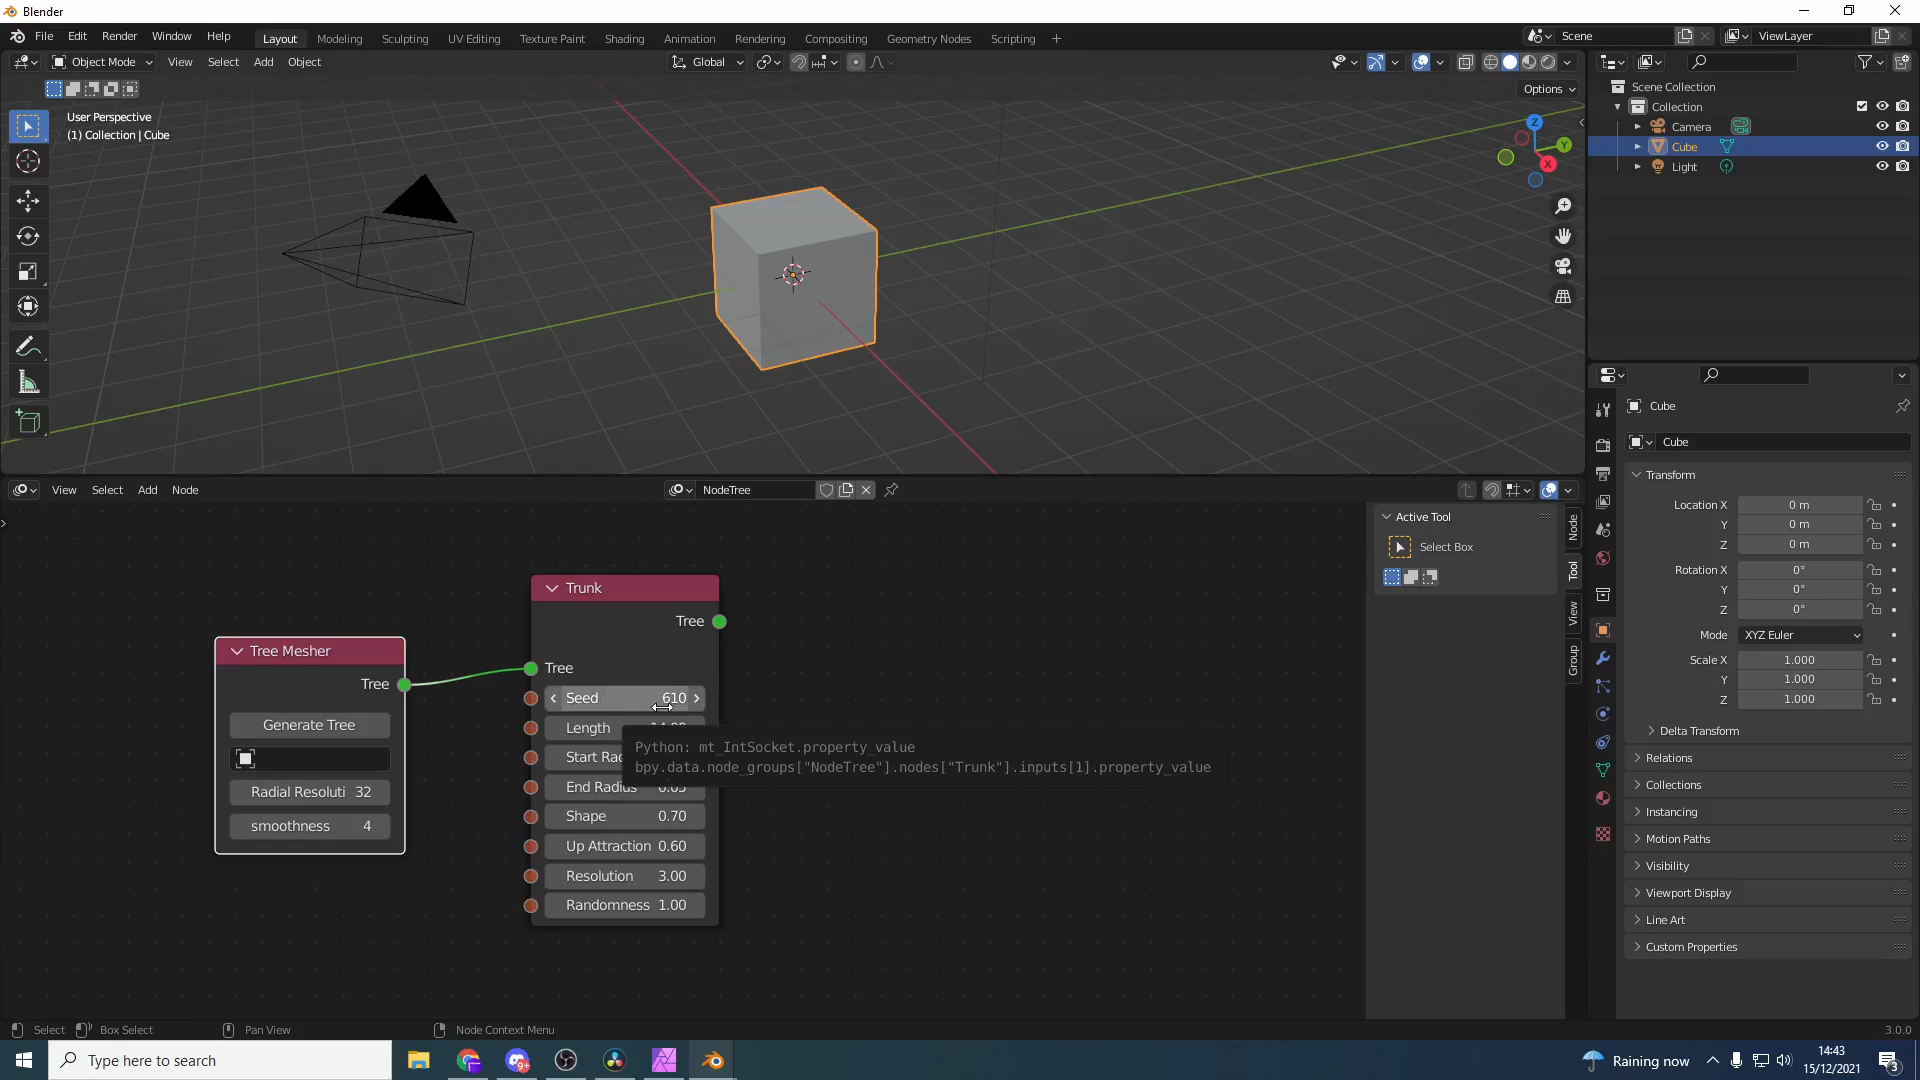 Blender
File Edit Render Window Help
Layout Modeling Sculpting UV Editing Texture Paint Shading Animation Rendering Compositing Geometry Nodes Scripting
Scene
ViewLayer
Object Mode View Select Add Object
Global
Options
User Perspective
(1) Collection | Cube
Z
Y
X
Scene Collection
Collection
Camera
Cube
Light
Cube
Cube
Transform
Location X 0 m
Y 0 m
Z 0 m
Rotation X 0°
Y 0°
Z 0°
Mode XYZ Euler
Scale X 1.000
Y 1.000
Z 1.000
Delta Transform
Relations
Collections
Instancing
Motion Paths
Visibility
Viewport Display
Line Art
Custom Properties
View Select Add Node
NodeTree
Active Tool
Select Box
Node
Tool
View
Group
Tree Mesher
Tree
Generate Tree
Radial Resoluti 32
smoothness 4
Trunk
Tree
Tree
Seed 610
Length
Start Rad
End Radius 0.05
Shape 0.70
Up Attraction 0.60
Resolution 3.00
Randomness 1.00
Python: mt_IntSocket.property_value
bpy.data.node_groups["NodeTree"].nodes["Trunk"].inputs[1].property_value
Select Box Select Pan View Node Context Menu
3.0.0
Type here to search
9+
Raining now
14:43
15/12/2021
3